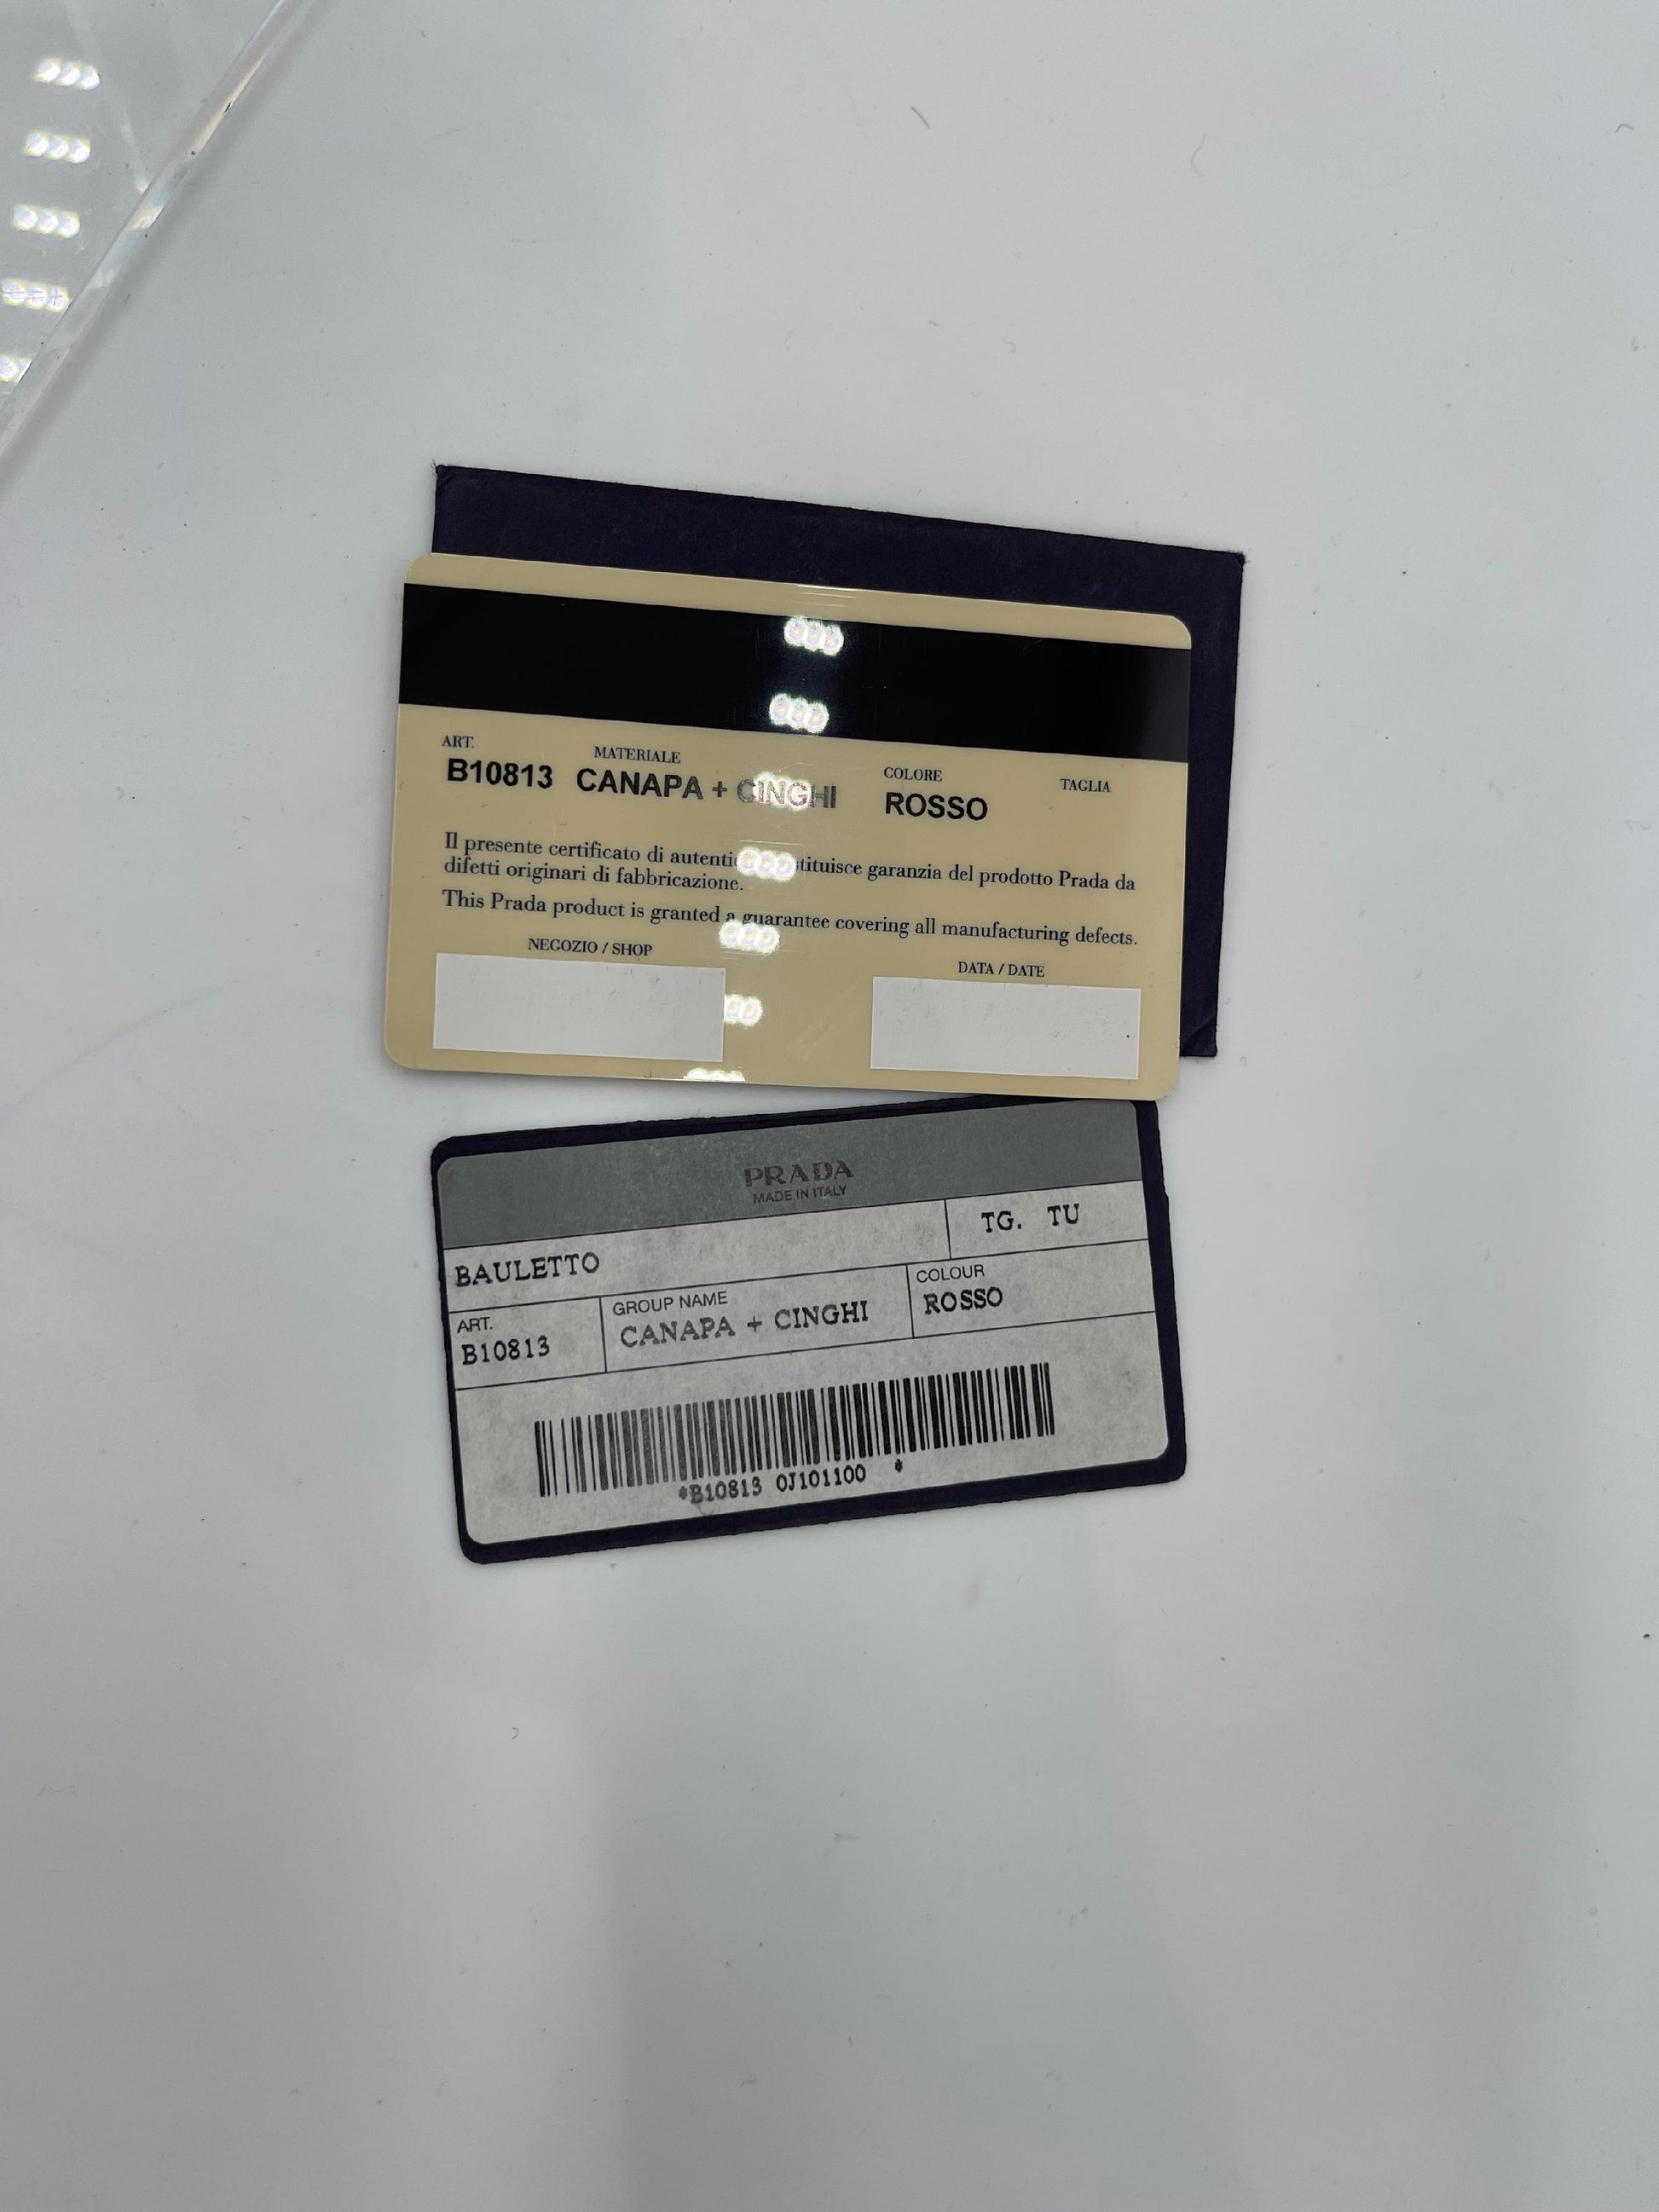 ART.
MATERIALE
COLORE
TAGLIA
B10813
CANAPA + CINGHI
ROSSO
Il presente certificato di autenti tituisce garanzia del prodotto Prada da
difetti originari di fabbricazione.
This Prada product is granted a guarantee covering all manufacturing defects.
NEGOZIO / SHOP
DATA / DATE
PRADA
MADE IN ITALY
BAULETTO
TG. TU
ART.
B10813
GROUP NAME
CANAPA + CINGHI
COLOUR
ROSSO
*B10813 0J101100 *